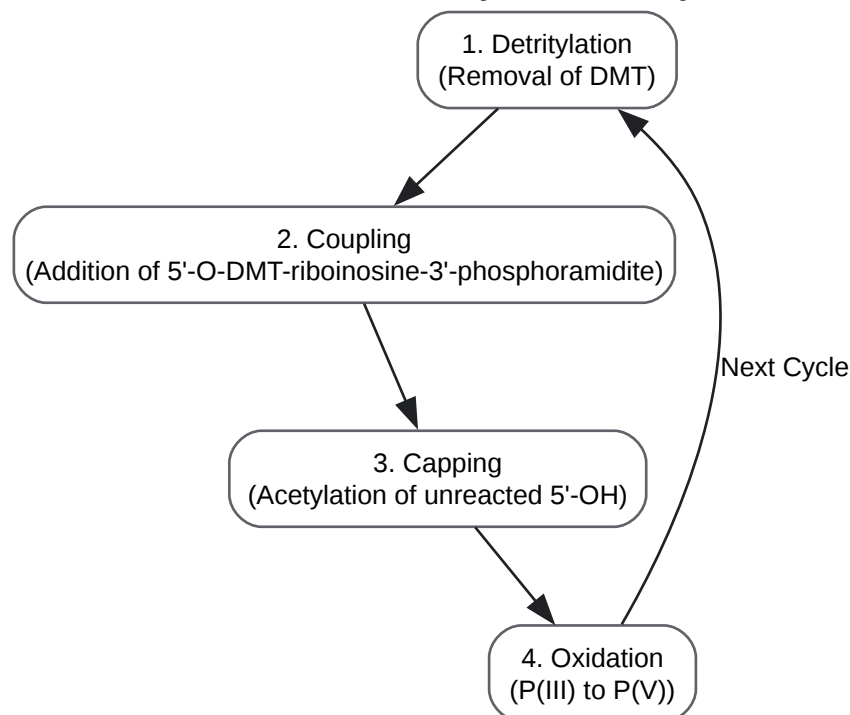 1. Detritylation
(Removal of DMT)
2. Coupling
(Addition of 5'-O-DMT-riboinosine-3'-phosphoramidite)
Next Cycle
3. Capping
(Acetylation of unreacted 5'-OH)
4. Oxidation
(P(III) to P(V))